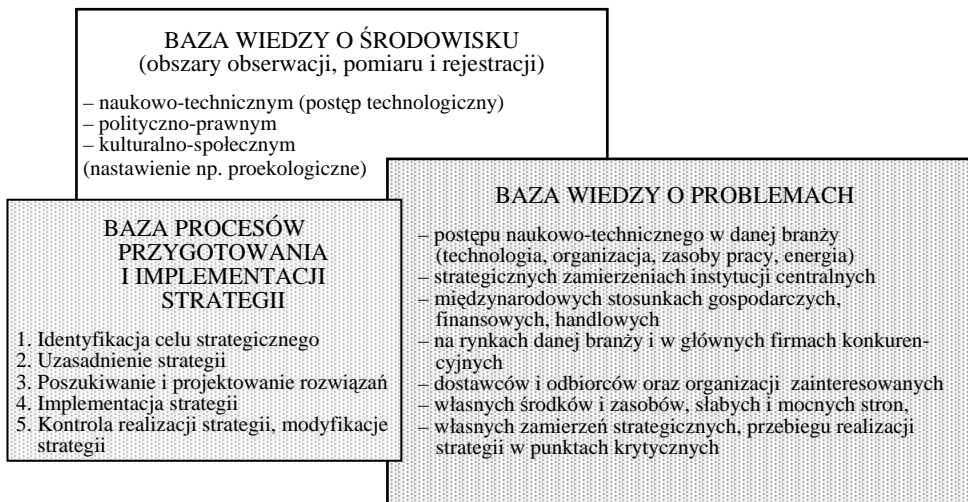 BAZA WIEDZY O ŚRODOWISKU
(obszary obserwacji, pomiaru i rejestracji)
– naukowo-technicznym (postęp technologiczny)
– polityczno-prawnym
– kulturalno-społecznym
(nastawienie np. proekologiczne)
BAZA PROCESÓW
PRZYGOTOWANIA
I IMPLEMENTACJI
STRATEGII
1. Identyfikacja celu strategicznego
2. Uzasadnienie strategii
3. Poszukiwanie i projektowanie rozwiązań
4. Implementacja strategii
5. Kontrola realizacji strategii, modyfikacje
strategii
BAZA WIEDZY O PROBLEMACH
– postępu naukowo-technicznego w danej branży
(technologia, organizacja, zasoby pracy, energia)
– strategicznych zamierzeniach instytucji centralnych
– międzynarodowych stosunkach gospodarczych,
finansowych, handlowych
– na rynkach danej branży i w głównych firmach konkuren-
cyjnych
– dostawców i odbiorców oraz organizacji zainteresowanych
– własnych środków i zasobów, słabych i mocnych stron,
– własnych zamierzeń strategicznych, przebiegu realizacji
strategii w punktach krytycznych